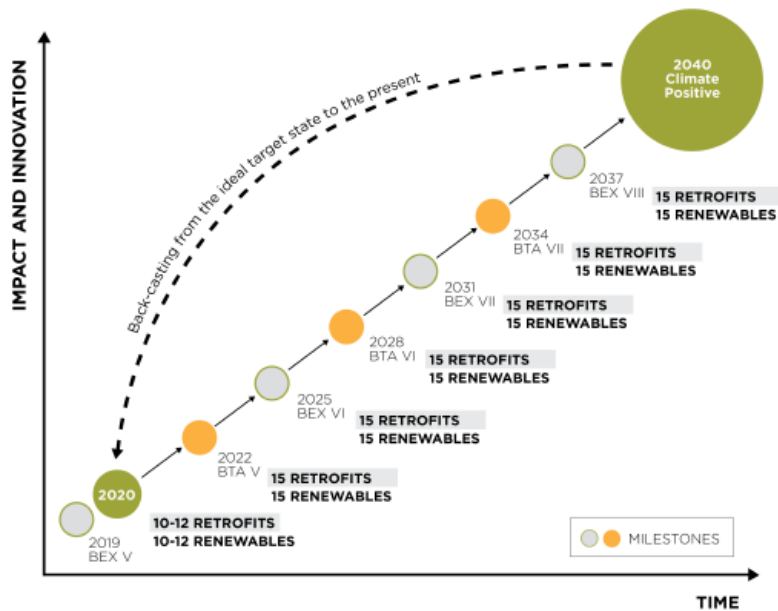 IMPACT AND INNOVATION
2040
Climate
Positive
Back-casting from the ideal target state to the present
2037
BEX VIII
15 RETROFITS
15 RENEWABLES
2034
BTA VII
15 RETROFITS
15 RENEWABLES
2031
BEX VII
15 RETROFITS
15 RENEWABLES
2028
BTA VI
15 RETROFITS
15 RENEWABLES
2025
BEX VI
15 RETROFITS
15 RENEWABLES
2022
BTA V
15 RETROFITS
15 RENEWABLES
2020
10-12 RETROFITS
10-12 RENEWABLES
2019
BEX V
MILESTONES
TIME